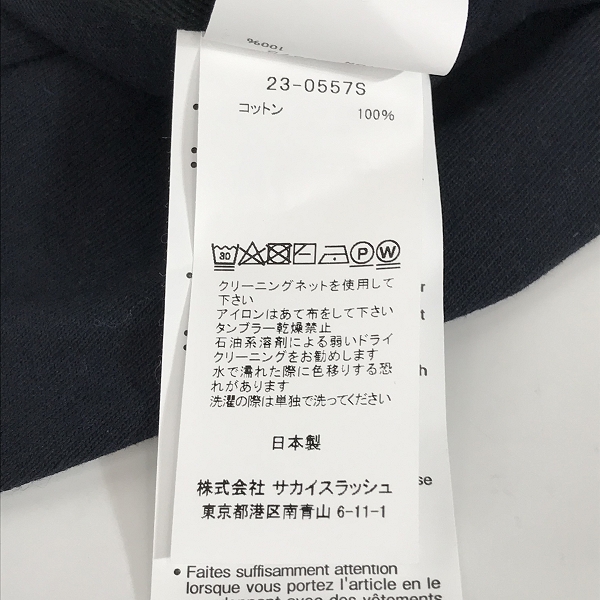 100%
23-0557S
コットン 100%
30 P W
クリーニングネットを使用して
下さい
アイロンはあて布をして下さい
タンブラー乾燥禁止
石油系溶剤による弱いドライ
クリーニングをお勧めします
水で濡れた際に色移りする恐
れがあります
洗濯の際は単独で洗ってください
日本製
株式会社 サカイスラッシュ
東京都港区南青山 6-11-1
• Faites suffisamment attention
lorsque vous portez l'article en le
avec des vêtements